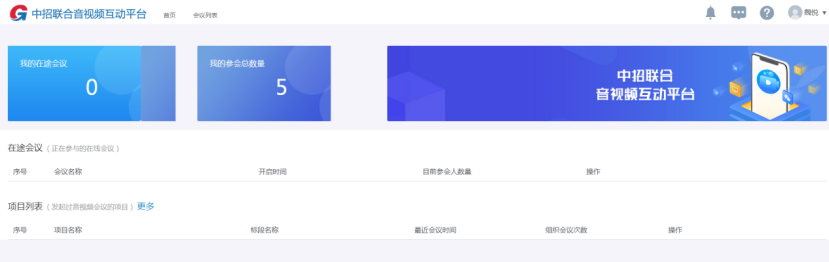 中招联合音视频互动平台 首页 会议列表 魏悦
我的在途会议
0
我的参会总数量
5
中招联合
音视频互动平台
在途会议（正在参与的在线会议）
序号 会议名称 开启时间 目前参会人数量 操作
项目列表（发起过音视频会议的项目）更多
序号 项目名称 标段名称 最近会议时间 组织会议次数 操作